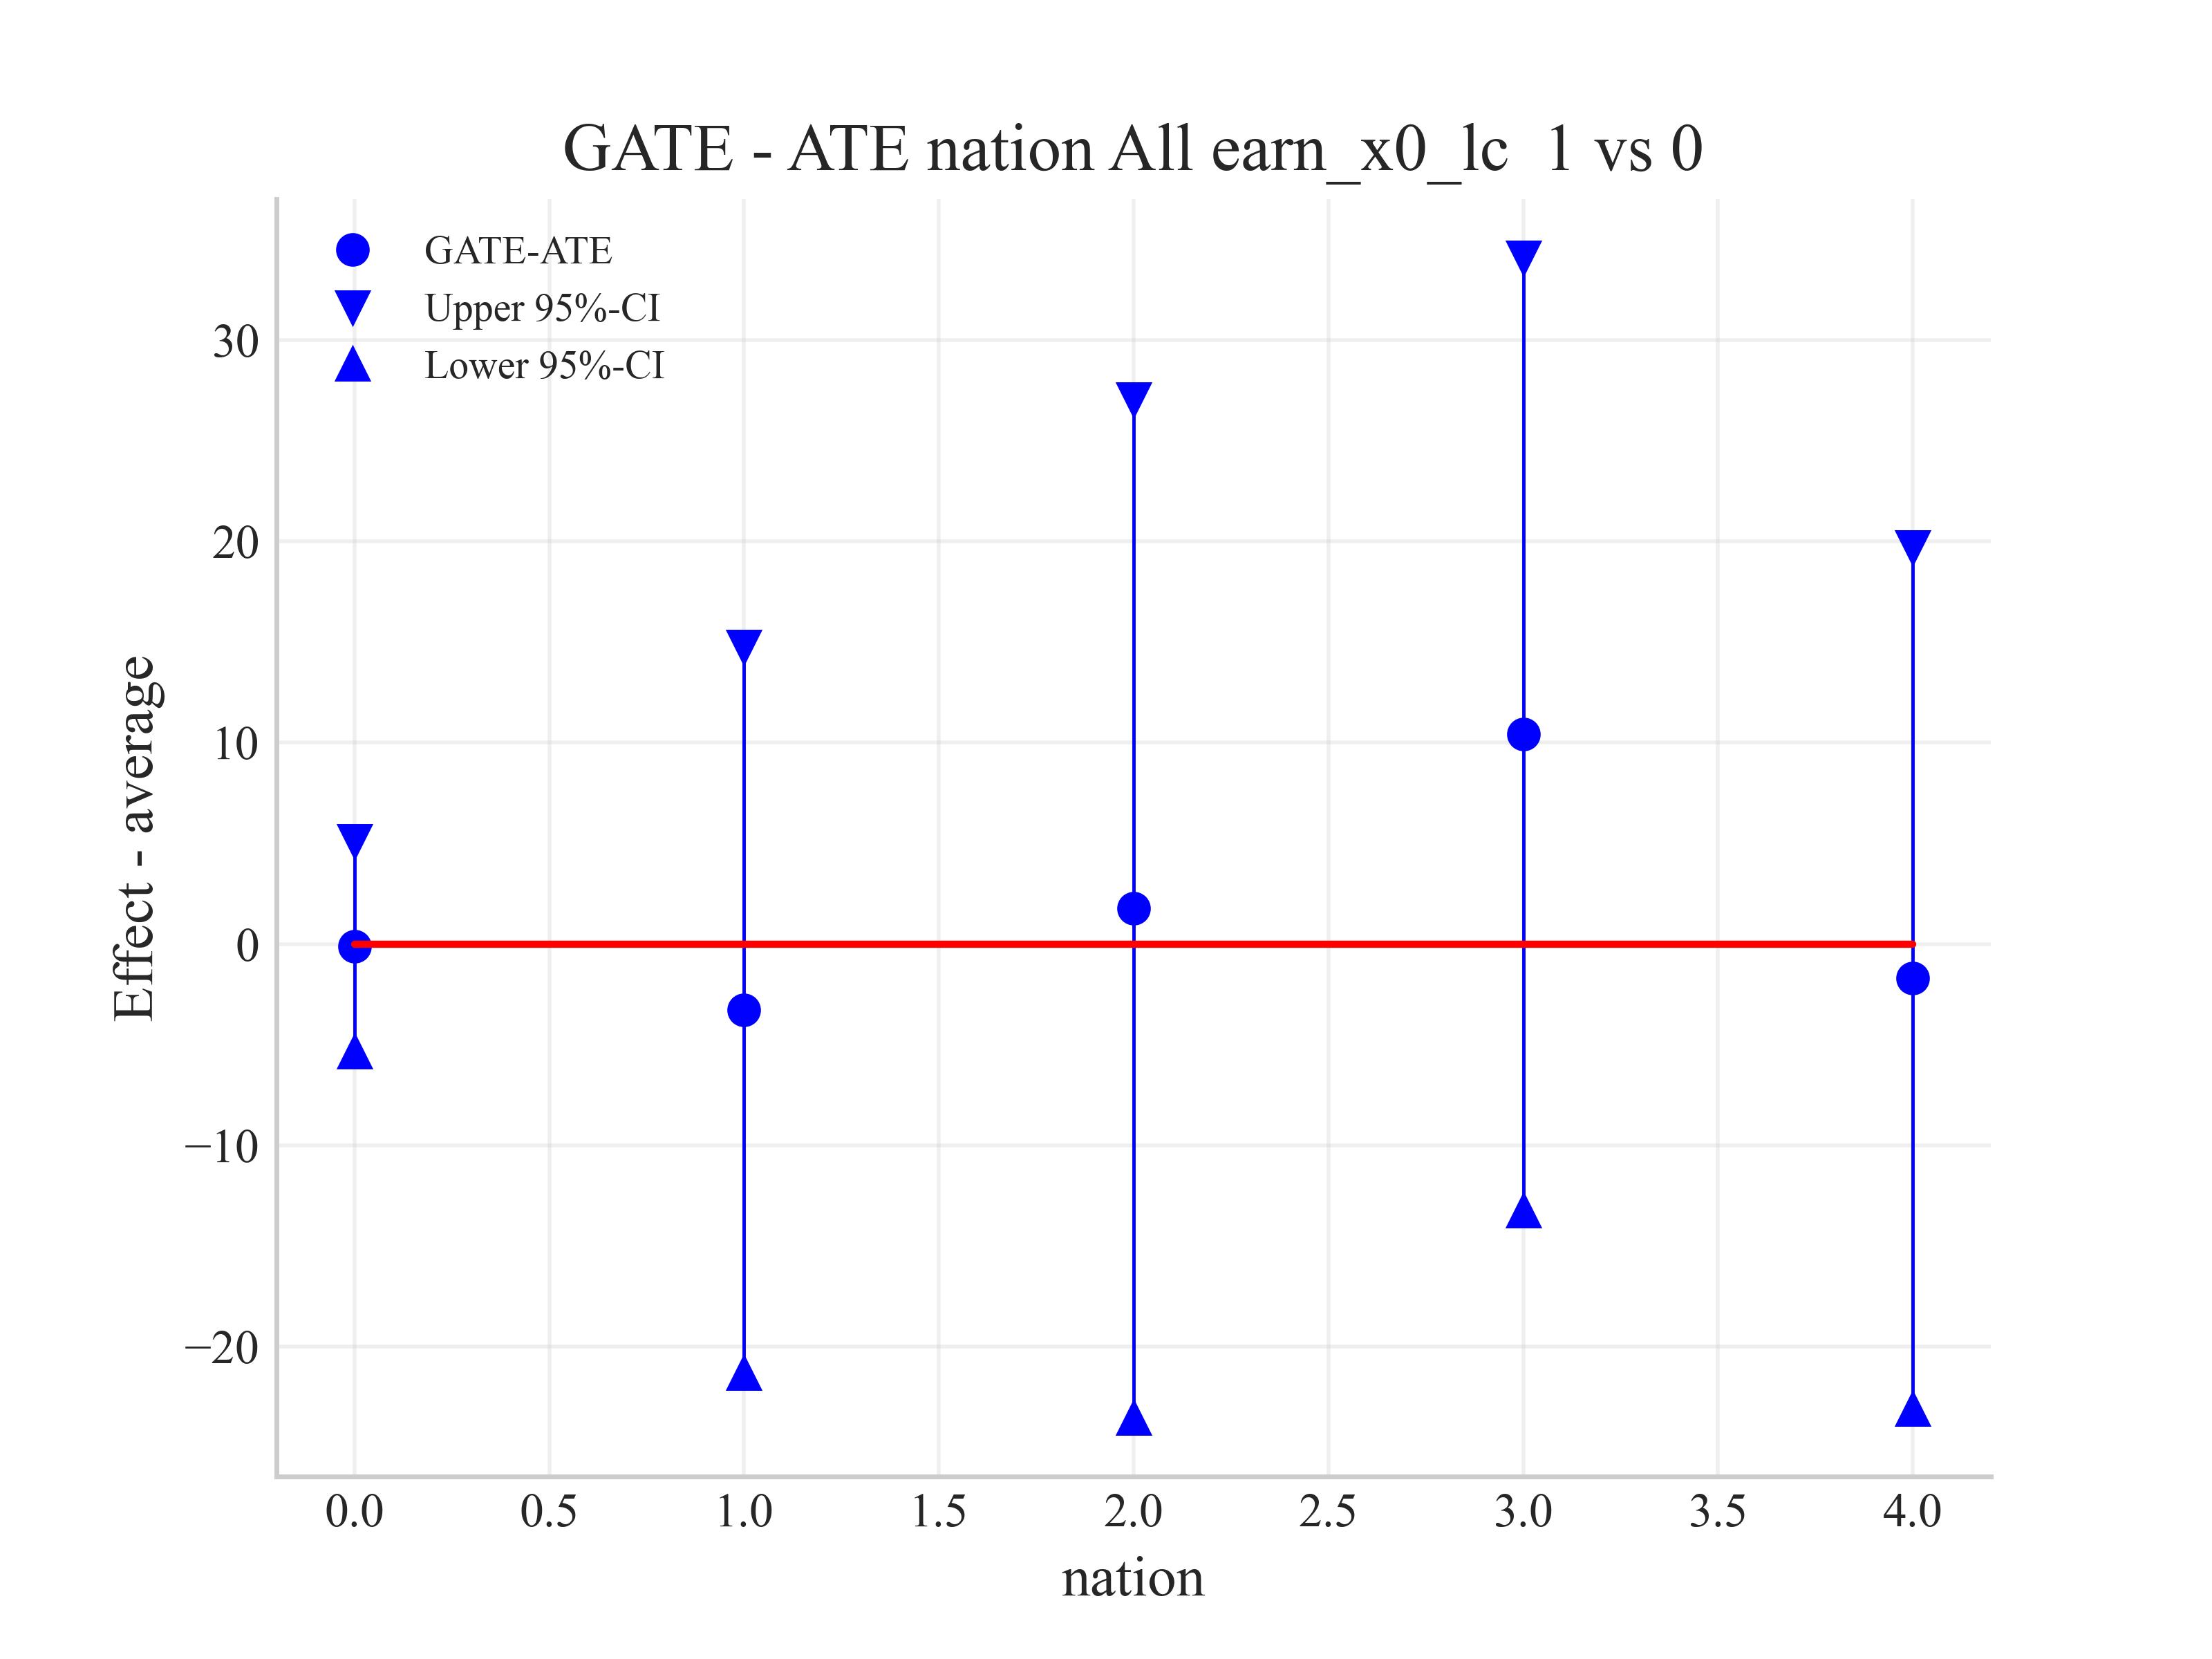 GATE - ATE nation All eam_x0_lc 1 vs 0
GATE-ATE
Upper 95%-CI
Lower 95%-CI
Effect - average
30
20
10
0
−10
−20
0.0 0.5 1.0 1.5 2.0 2.5 3.0 3.5 4.0
nation